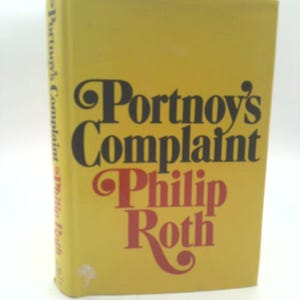 Portnoy's
Complaint
Philip
Roth
Portnoy's Complaint Philip Roth